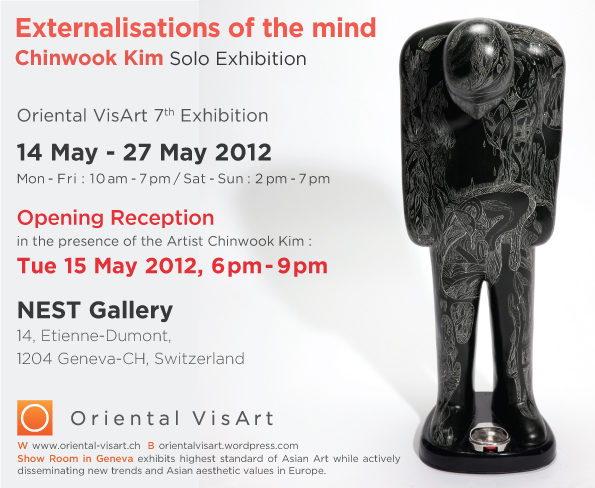 Externalisations of the mind
Chinwook Kim Solo Exhibition
Oriental VisArt 7th Exhibition
14 May - 27 May 2012
Mon - Fri : 10 am - 7 pm / Sat - Sun : 2 pm - 7 pm
Opening Reception
in the presence of the Artist Chinwook Kim :
Tue 15 May 2012, 6pm-9pm
NEST Gallery
14, Etienne-Dumont,
1204 Geneva-CH, Switzerland
Oriental VisArt
W www.oriental-visart.ch B orientalvisart.wordpress.com
Show Room in Geneva exhibits highest standard of Asian Art while actively
disseminating new trends and Asian aesthetic values in Europe.